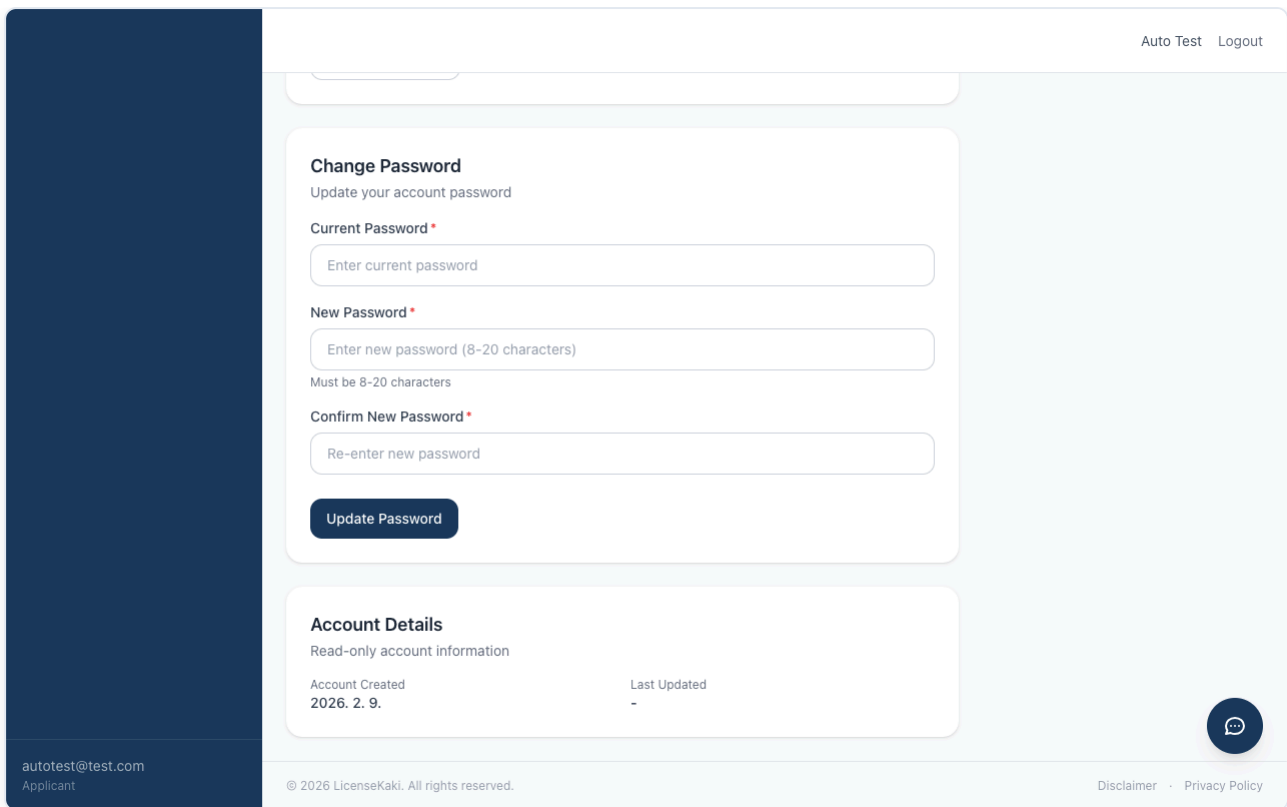 Auto Test Logout
Change Password
Update your account password
Current Password *
Enter current password
New Password *
Enter new password (8-20 characters)
Must be 8-20 characters
Confirm New Password *
Re-enter new password
Update Password
Account Details
Read-only account information
Account Created Last Updated
2026. 2. 9. -
autotest@test.com
Applicant
© 2026 LicenseKaki. All rights reserved. Disclaimer · Privacy Policy